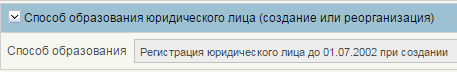 Способ образования юридического лица (создание или реорганизация)
Способ образования Регистрация юридического лица до 01.07.2002 при создании